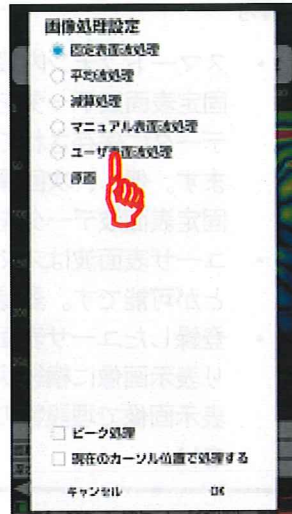 画像処理設定
固定表面波処理
平均波処理
減算処理
マニュアル表面波処理
ユーザ表面波処理
原画
ピーク処理
現在のカーソル位置で処理する
キャンセル OK